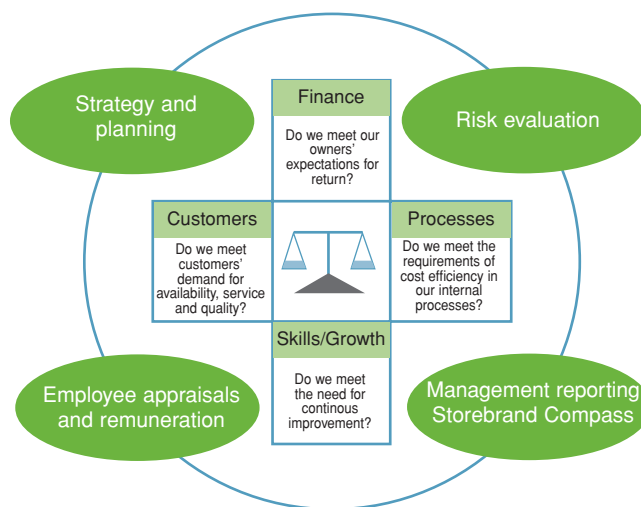 Strategy and
planning
Finance
Do we meet our
owners'
expectations for
return?
Risk evaluation
Customers
Do we meet
customers'
demand for
availability, service
and quality?
Processes
Do we meet the
requirements of
cost efficiency in
our internal
processes?
Skills/Growth
Do we meet
the need for
continous
improvement?
Employee appraisals
and remuneration
Management reporting
Storebrand Compass